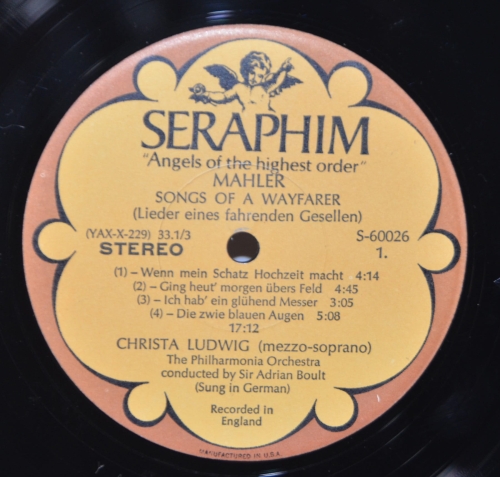 SERAPHIM
"Angels of the highest order"
MAHLER
SONGS OF A WAYFARER
(Lieder eines fahrenden Gesellen)
(YAX-X-229) 33.1/3 S-60026
STEREO 1.
(1) – Wenn mein Schatz Hochzeit macht 4:14
(2) – Ging heut' morgen übers Feld 4:45
(3) – Ich hab' ein glühend Messer 3:05
(4) – Die zwie blauen Augen 5:08
17:12
CHRISTA LUDWIG (mezzo-soprano)
The Philharmonia Orchestra
conducted by Sir Adrian Boult
(Sung in German)
Recorded in
England
MANUFACTURED IN U.S.A.